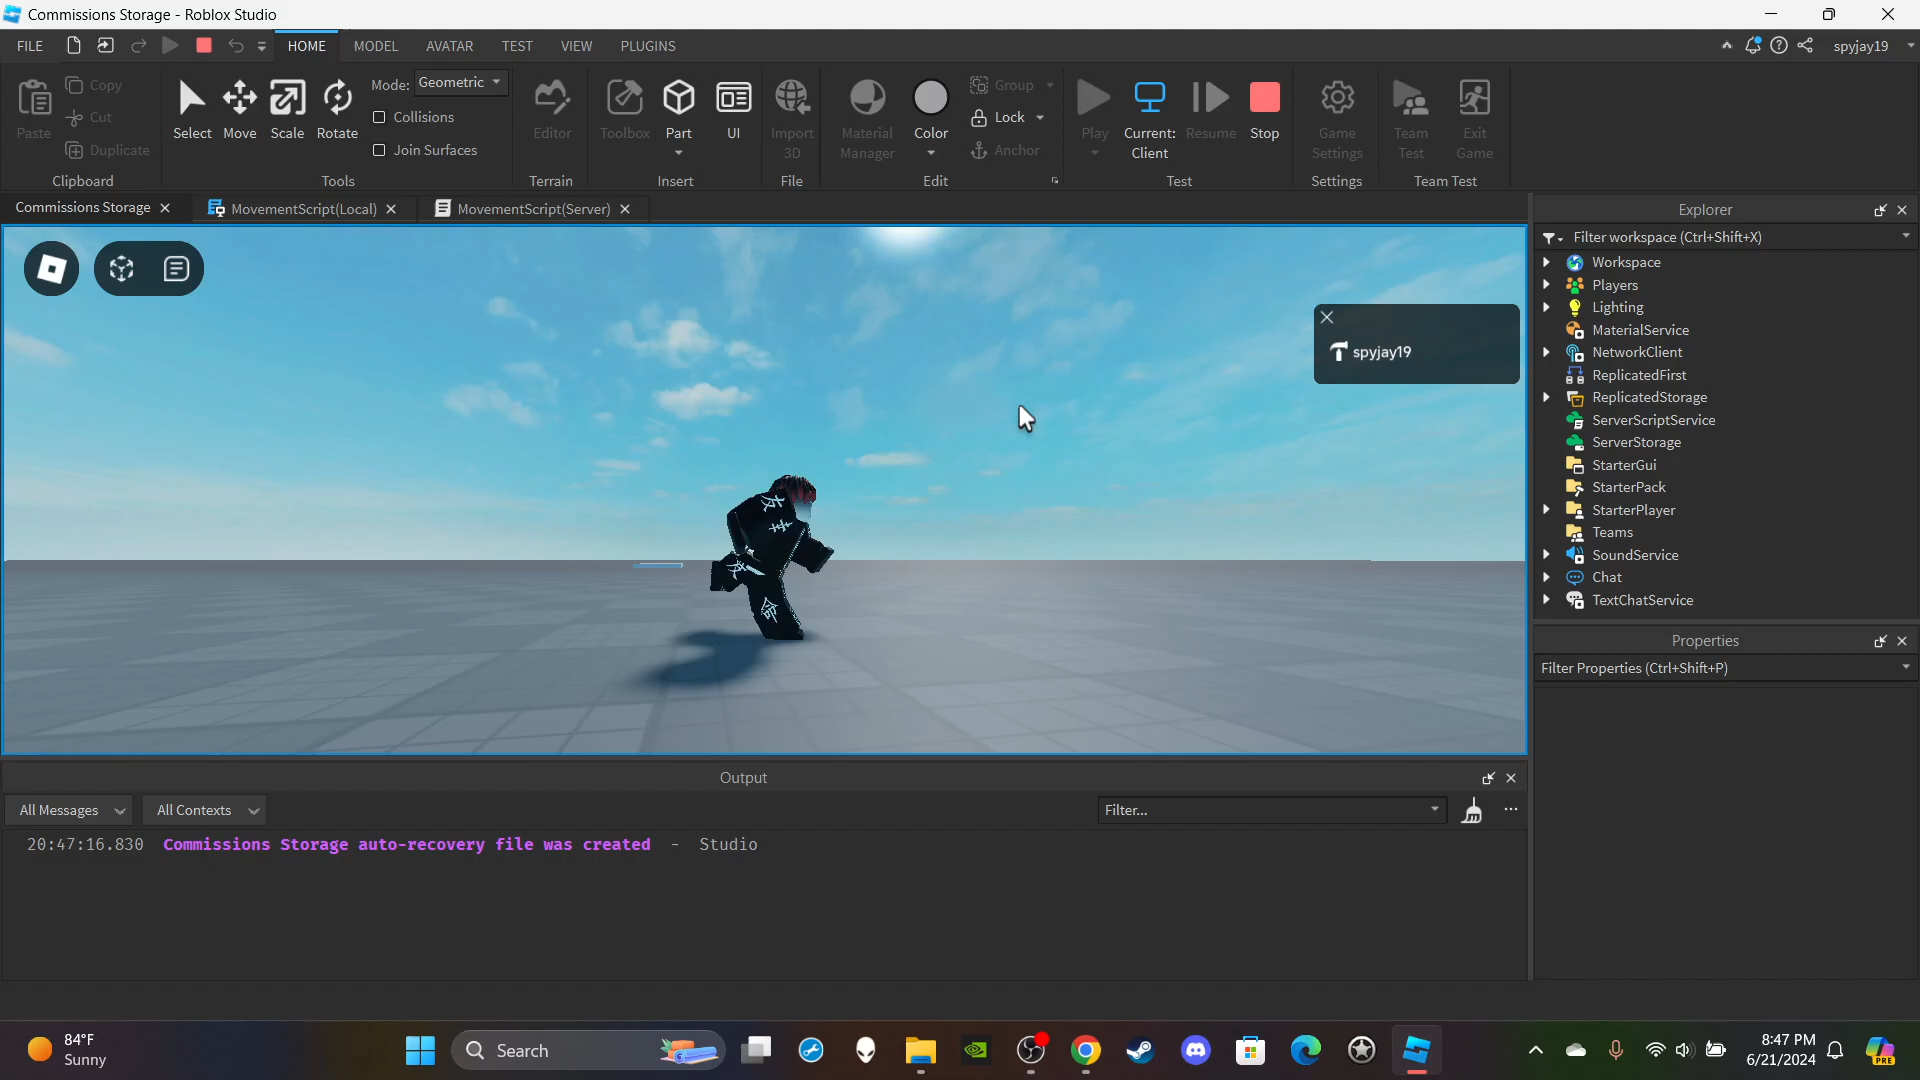 Commissions Storage - Roblox Studio
FILE HOME MODEL AVATAR TEST VIEW PLUGINS spyjay19
Paste Copy Cut Duplicate Clipboard
Select Move Scale Rotate Mode: Geometric Collisions Join Surfaces Tools
Editor Terrain
Toolbox Part UI Insert
Import 3D File
Material Manager Color Group Lock Anchor Edit
Play Current: Client Resume Stop Test
Game Settings Settings
Team Test Exit Game Team Test
Commissions Storage MovementScript(Local) MovementScript(Server)
spyjay19
友
命
Explorer
Filter workspace (Ctrl+Shift+X)
Workspace
Players
Lighting
MaterialService
NetworkClient
ReplicatedFirst
ReplicatedStorage
ServerScriptService
ServerStorage
StarterGui
StarterPack
StarterPlayer
Teams
SoundService
Chat
TextChatService
Properties
Filter Properties (Ctrl+Shift+P)
Output
All Messages All Contexts Filter...
20:47:16.830 Commissions Storage auto-recovery file was created - Studio
84°F
Sunny
Search
8:47 PM
6/21/2024
PRE